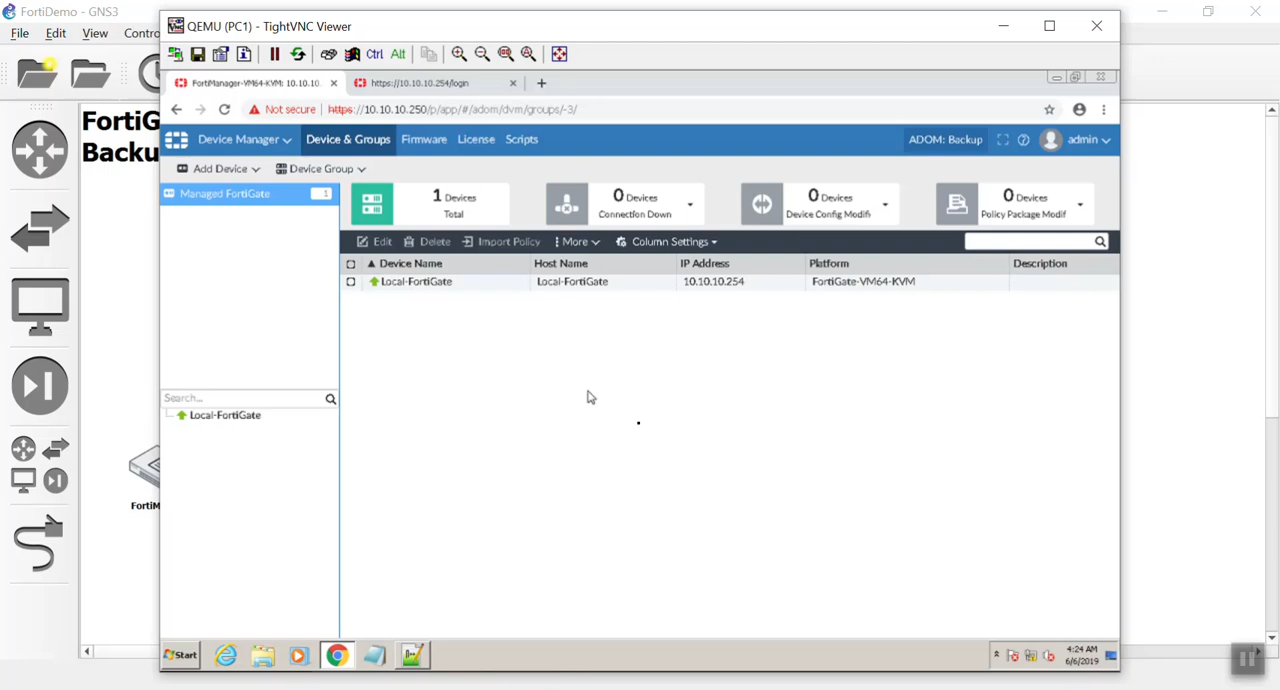 FortiDemo - GNS3
File Edit View Contro
QEMU (PC1) - TightVNC Viewer
Ctrl Alt
FortiG
Backu
FortiM
FortiManager-VM64-KVM: 10.10.10.
https://10.10.10.254/login
Not secure https://10.10.10.250/p/app/#/adom/dvm/groups/-3/
Device Manager Device & Groups Firmware License Scripts ADOM: Backup admin
Add Device Device Group
Managed FortiGate 1
1 Devices
Total
0 Devices
Connection Down
0 Devices
Device Config Modifi
0 Devices
Policy Package Modif
Edit Delete Import Policy More Column Settings
Device Name Host Name IP Address Platform Description
Local-FortiGate Local-FortiGate 10.10.10.254 FortiGate-VM64-KVM
Search...
Local-FortiGate
Start
4:24 AM
6/6/2019